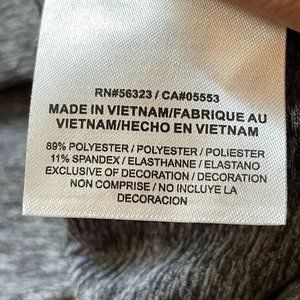 RN#56323 / CA#05553
MADE IN VIETNAM/FABRIQUE AU
VIETNAM/HECHO EN VIETNAM
89% POLYESTER / POLYESTER / POLIESTER
11% SPANDEX / ELASTHANNE / ELASTANO
EXCLUSIVE OF DECORATION / DECORATION
NON COMPRISE / NO INCLUYE LA
DECORACION